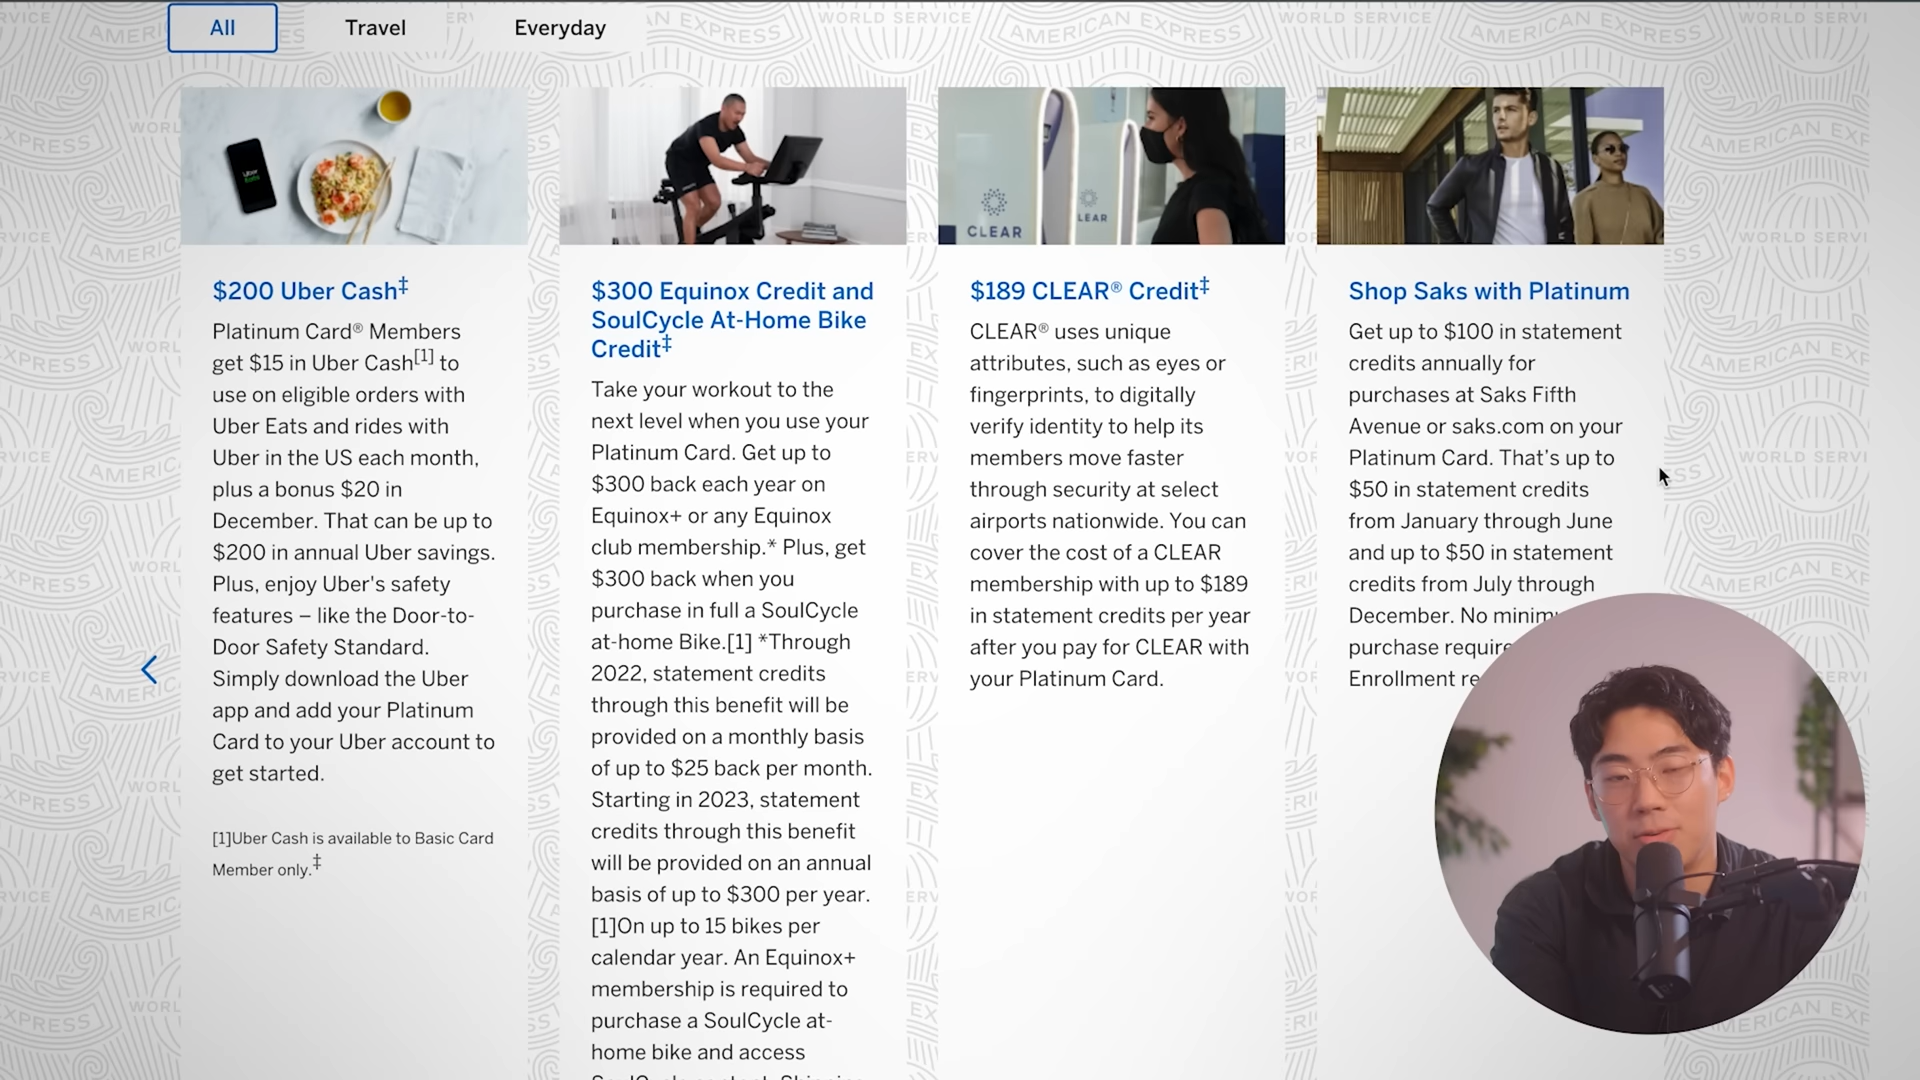 All
Travel
Everyday
Uber
Eats
CLEAR
LEAR
$200 Uber Cash‡
Platinum Card® Members
get $15 in Uber Cash[1] to
use on eligible orders with
Uber Eats and rides with
Uber in the US each month,
plus a bonus $20 in
December. That can be up to
$200 in annual Uber savings.
Plus, enjoy Uber's safety
features – like the Door-to-
Door Safety Standard.
Simply download the Uber
app and add your Platinum
Card to your Uber account to
get started.
[1]Uber Cash is available to Basic Card
Member only.‡
$300 Equinox Credit and
SoulCycle At-Home Bike
Credit‡
Take your workout to the
next level when you use your
Platinum Card. Get up to
$300 back each year on
Equinox+ or any Equinox
club membership.* Plus, get
$300 back when you
purchase in full a SoulCycle
at-home Bike.[1] *Through
2022, statement credits
through this benefit will be
provided on a monthly basis
of up to $25 back per month.
Starting in 2023, statement
credits through this benefit
will be provided on an annual
basis of up to $300 per year.
[1]On up to 15 bikes per
calendar year. An Equinox+
membership is required to
purchase a SoulCycle at-
home bike and access
$189 CLEAR® Credit‡
CLEAR® uses unique
attributes, such as eyes or
fingerprints, to digitally
verify identity to help its
members move faster
through security at select
airports nationwide. You can
cover the cost of a CLEAR
membership with up to $189
in statement credits per year
after you pay for CLEAR with
your Platinum Card.
Shop Saks with Platinum
Get up to $100 in statement
credits annually for
purchases at Saks Fifth
Avenue or saks.com on your
Platinum Card. That's up to
$50 in statement credits
from January through June
and up to $50 in statement
credits from July through
December. No minim
purchase require
Enrollment re
WORLD SERVICE
AMERICAN EXPRESS